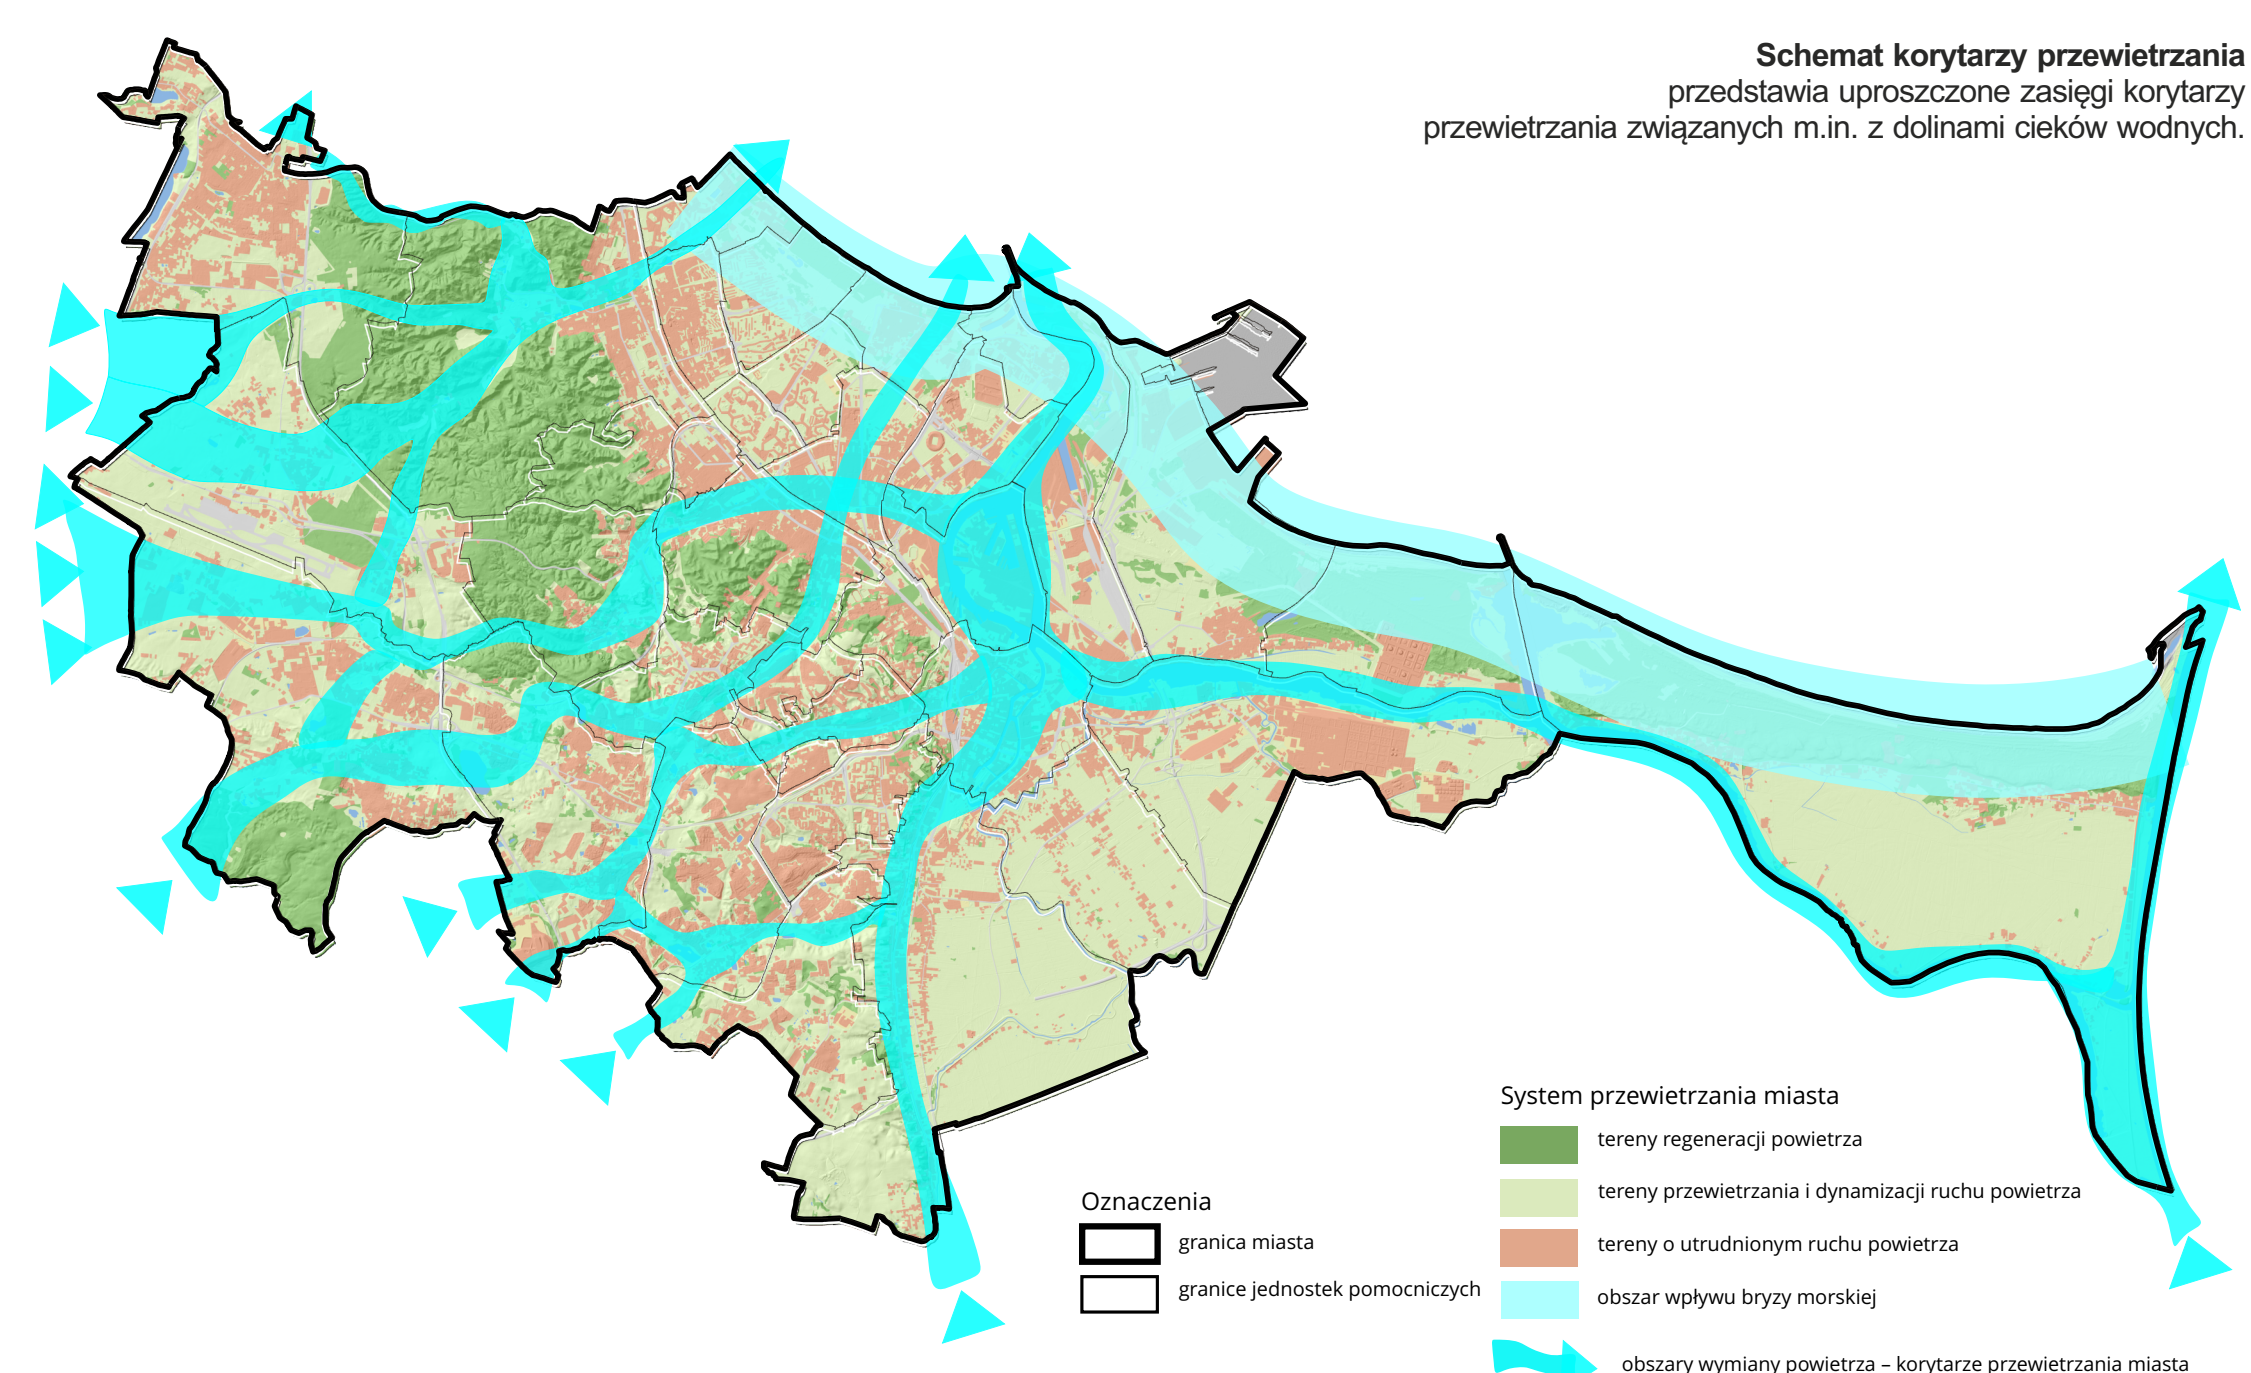 Schemat korytarzy przewietrzania
przedstawia uproszczone zasięgi korytarzy
przewietrzania związanych m.in. z dolinami cieków wodnych.
Oznaczenia
granica miasta
granice jednostek pomocniczych
System przewietrzania miasta
tereny regeneracji powietrza
tereny przewietrzania i dynamizacji ruchu powietrza
tereny o utrudnionym ruchu powietrza
obszar wpływu bryzy morskiej
obszary wymiany powietrza – korytarze przewietrzania miasta